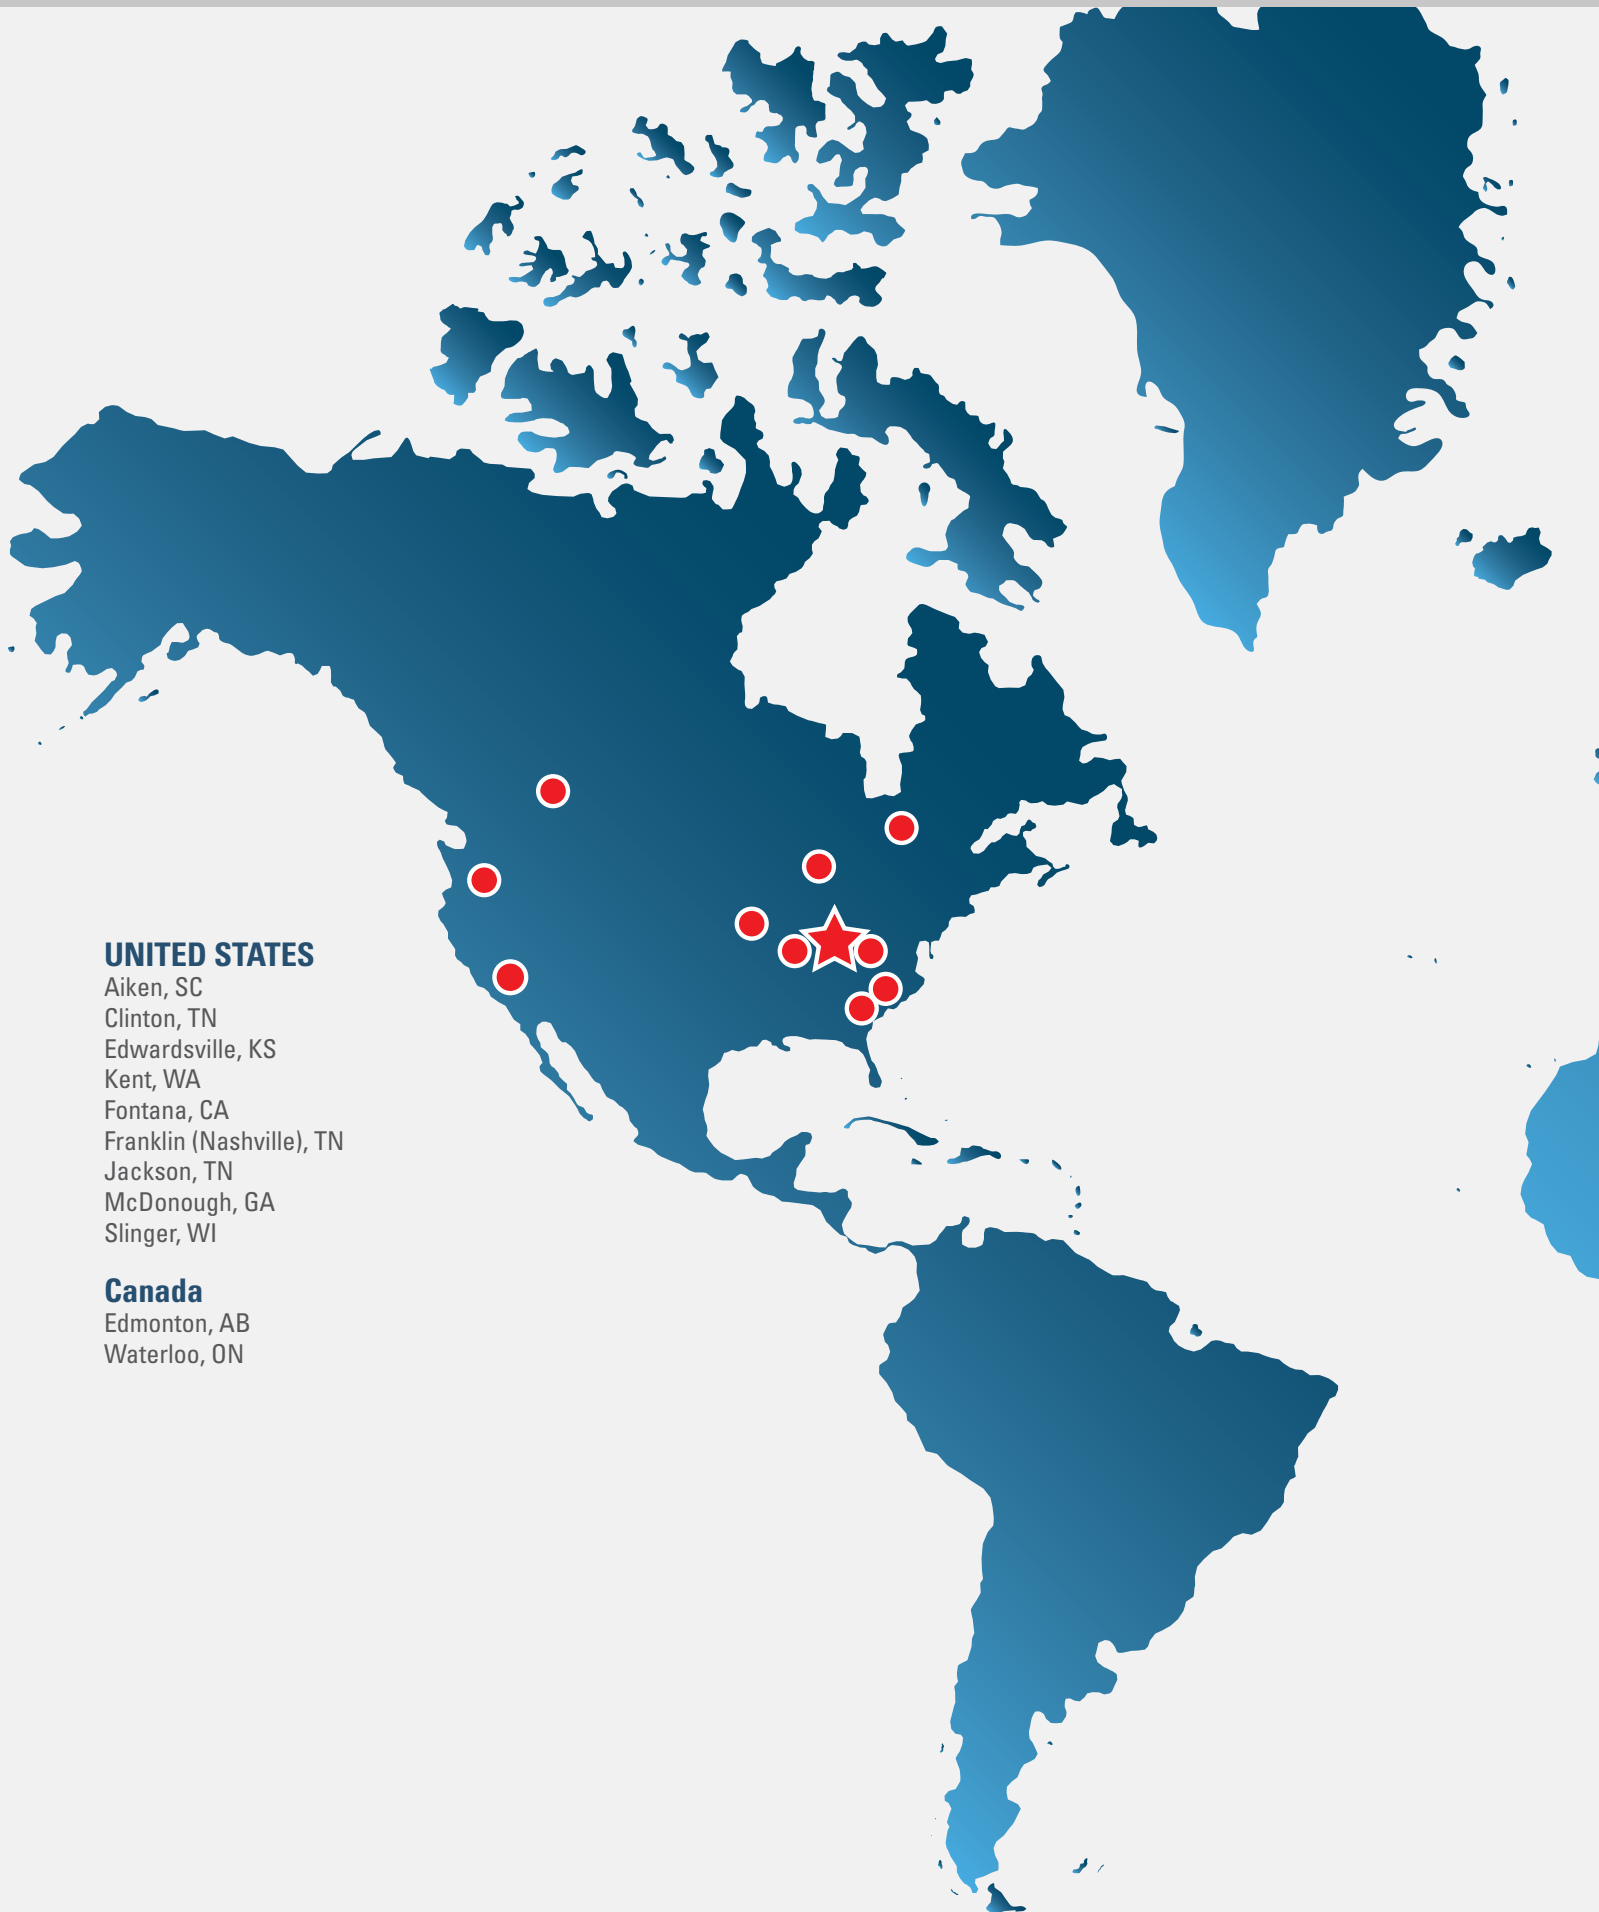 UNITED STATES
Aiken, SC
Clinton, TN
Edwardsville, KS
Kent, WA
Fontana, CA
Franklin (Nashville), TN
Jackson, TN
McDonough, GA
Slinger, WI
Canada
Edmonton, AB
Waterloo, ON